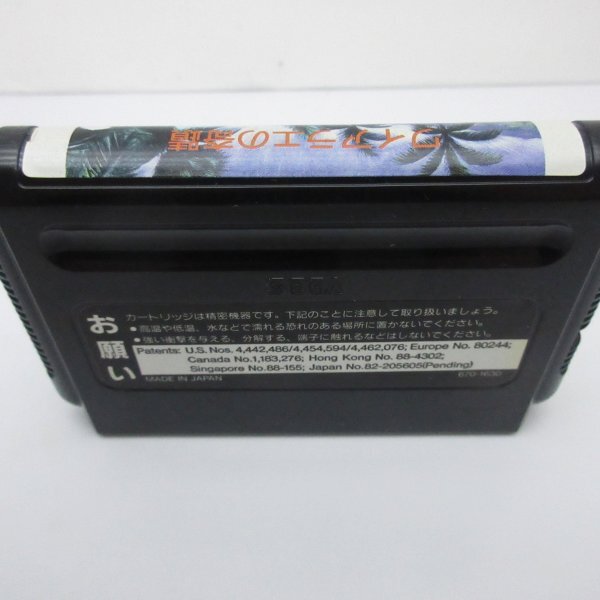 ワイアラエの奇蹟
SEGA
お願い
カートリッジは精密機器です。下記のことに注意して取り扱いましょう。
●高温や低温、水などで濡れる恐れのある場所に置かないでください。
●強い衝撃を与える、分解する、端子に触れるなどはしないでください。
Patents: U.S. Nos. 4,442,486/4,454,594/4,462,076; Europe No. 80244;
Canada No. 1,183,276; Hong Kong No. 88-4302;
Singapore No. 88-155; Japan No. 82-205605(Pending)
MADE IN JAPAN
670-1630